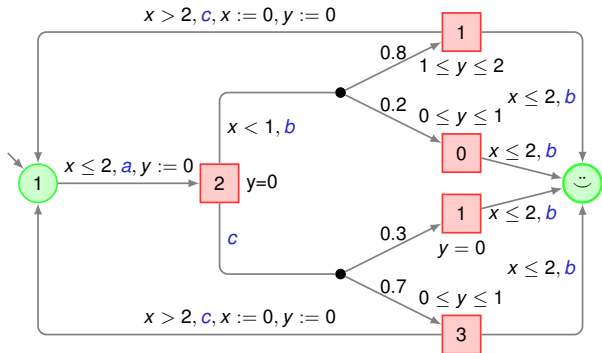 x > 2, c, x := 0, y := 0
1
0.8
1 ≤ y ≤ 2
x ≤ 2, b
0.2
0 ≤ y ≤ 1
x < 1, b
0
x ≤ 2, b
x ≤ 2, a, y := 0
1
2
y=0
1
x ≤ 2, b
c
0.3
y = 0
x ≤ 2, b
0.7
0 ≤ y ≤ 1
x > 2, c, x := 0, y := 0
3